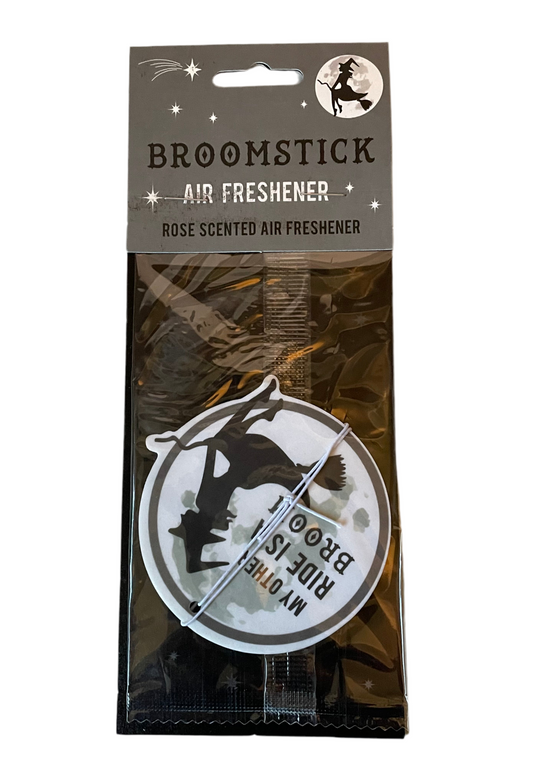 BROOMSTICK
AIR FRESHENER
ROSE SCENTED AIR FRESHENER
MY OTHER
RIDE IS A
BROOM